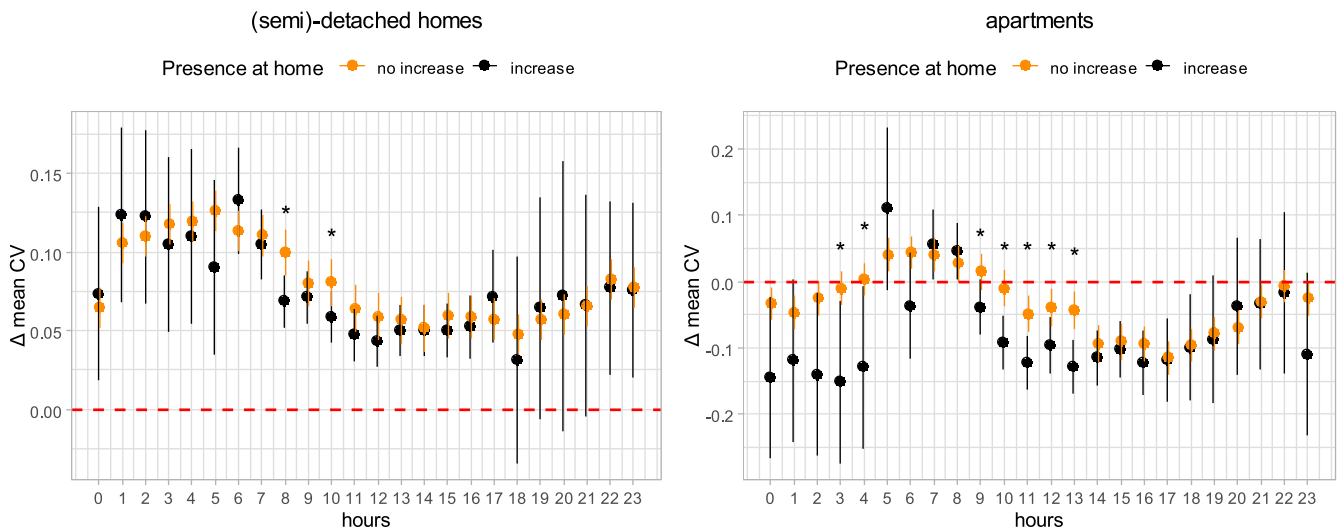 (semi)-detached homes
Presence at home no increase increase
Δ mean CV
0.15
0.10
0.05
0.00
* *
0 1 2 3 4 5 6 7 8 9 10 11 12 13 14 15 16 17 18 19 20 21 22 23
hours
apartments
Presence at home no increase increase
Δ mean CV
0.2
0.1
0.0
-0.1
-0.2
* * * * * * *
0 1 2 3 4 5 6 7 8 9 10 11 12 13 14 15 16 17 18 19 20 21 22 23
hours